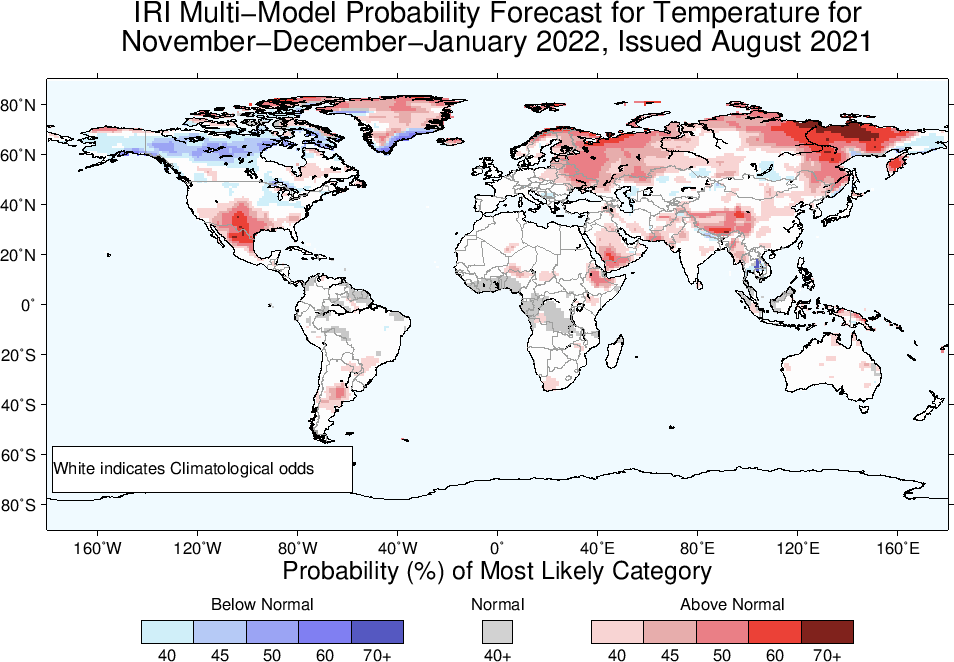 IRI Multi−Model Probability Forecast for Temperature for
November−December−January 2022, Issued August 2021
80˚N
60˚N
40˚N
20˚N
0˚
20˚S
40˚S
60˚S
80˚S
White indicates Climatological odds
160˚W 120˚W 80˚W 40˚W 0˚ 40˚E 80˚E 120˚E 160˚E
Probability (%) of Most Likely Category
Below Normal Normal Above Normal
40 45 50 60 70+ 40+ 40 45 50 60 70+